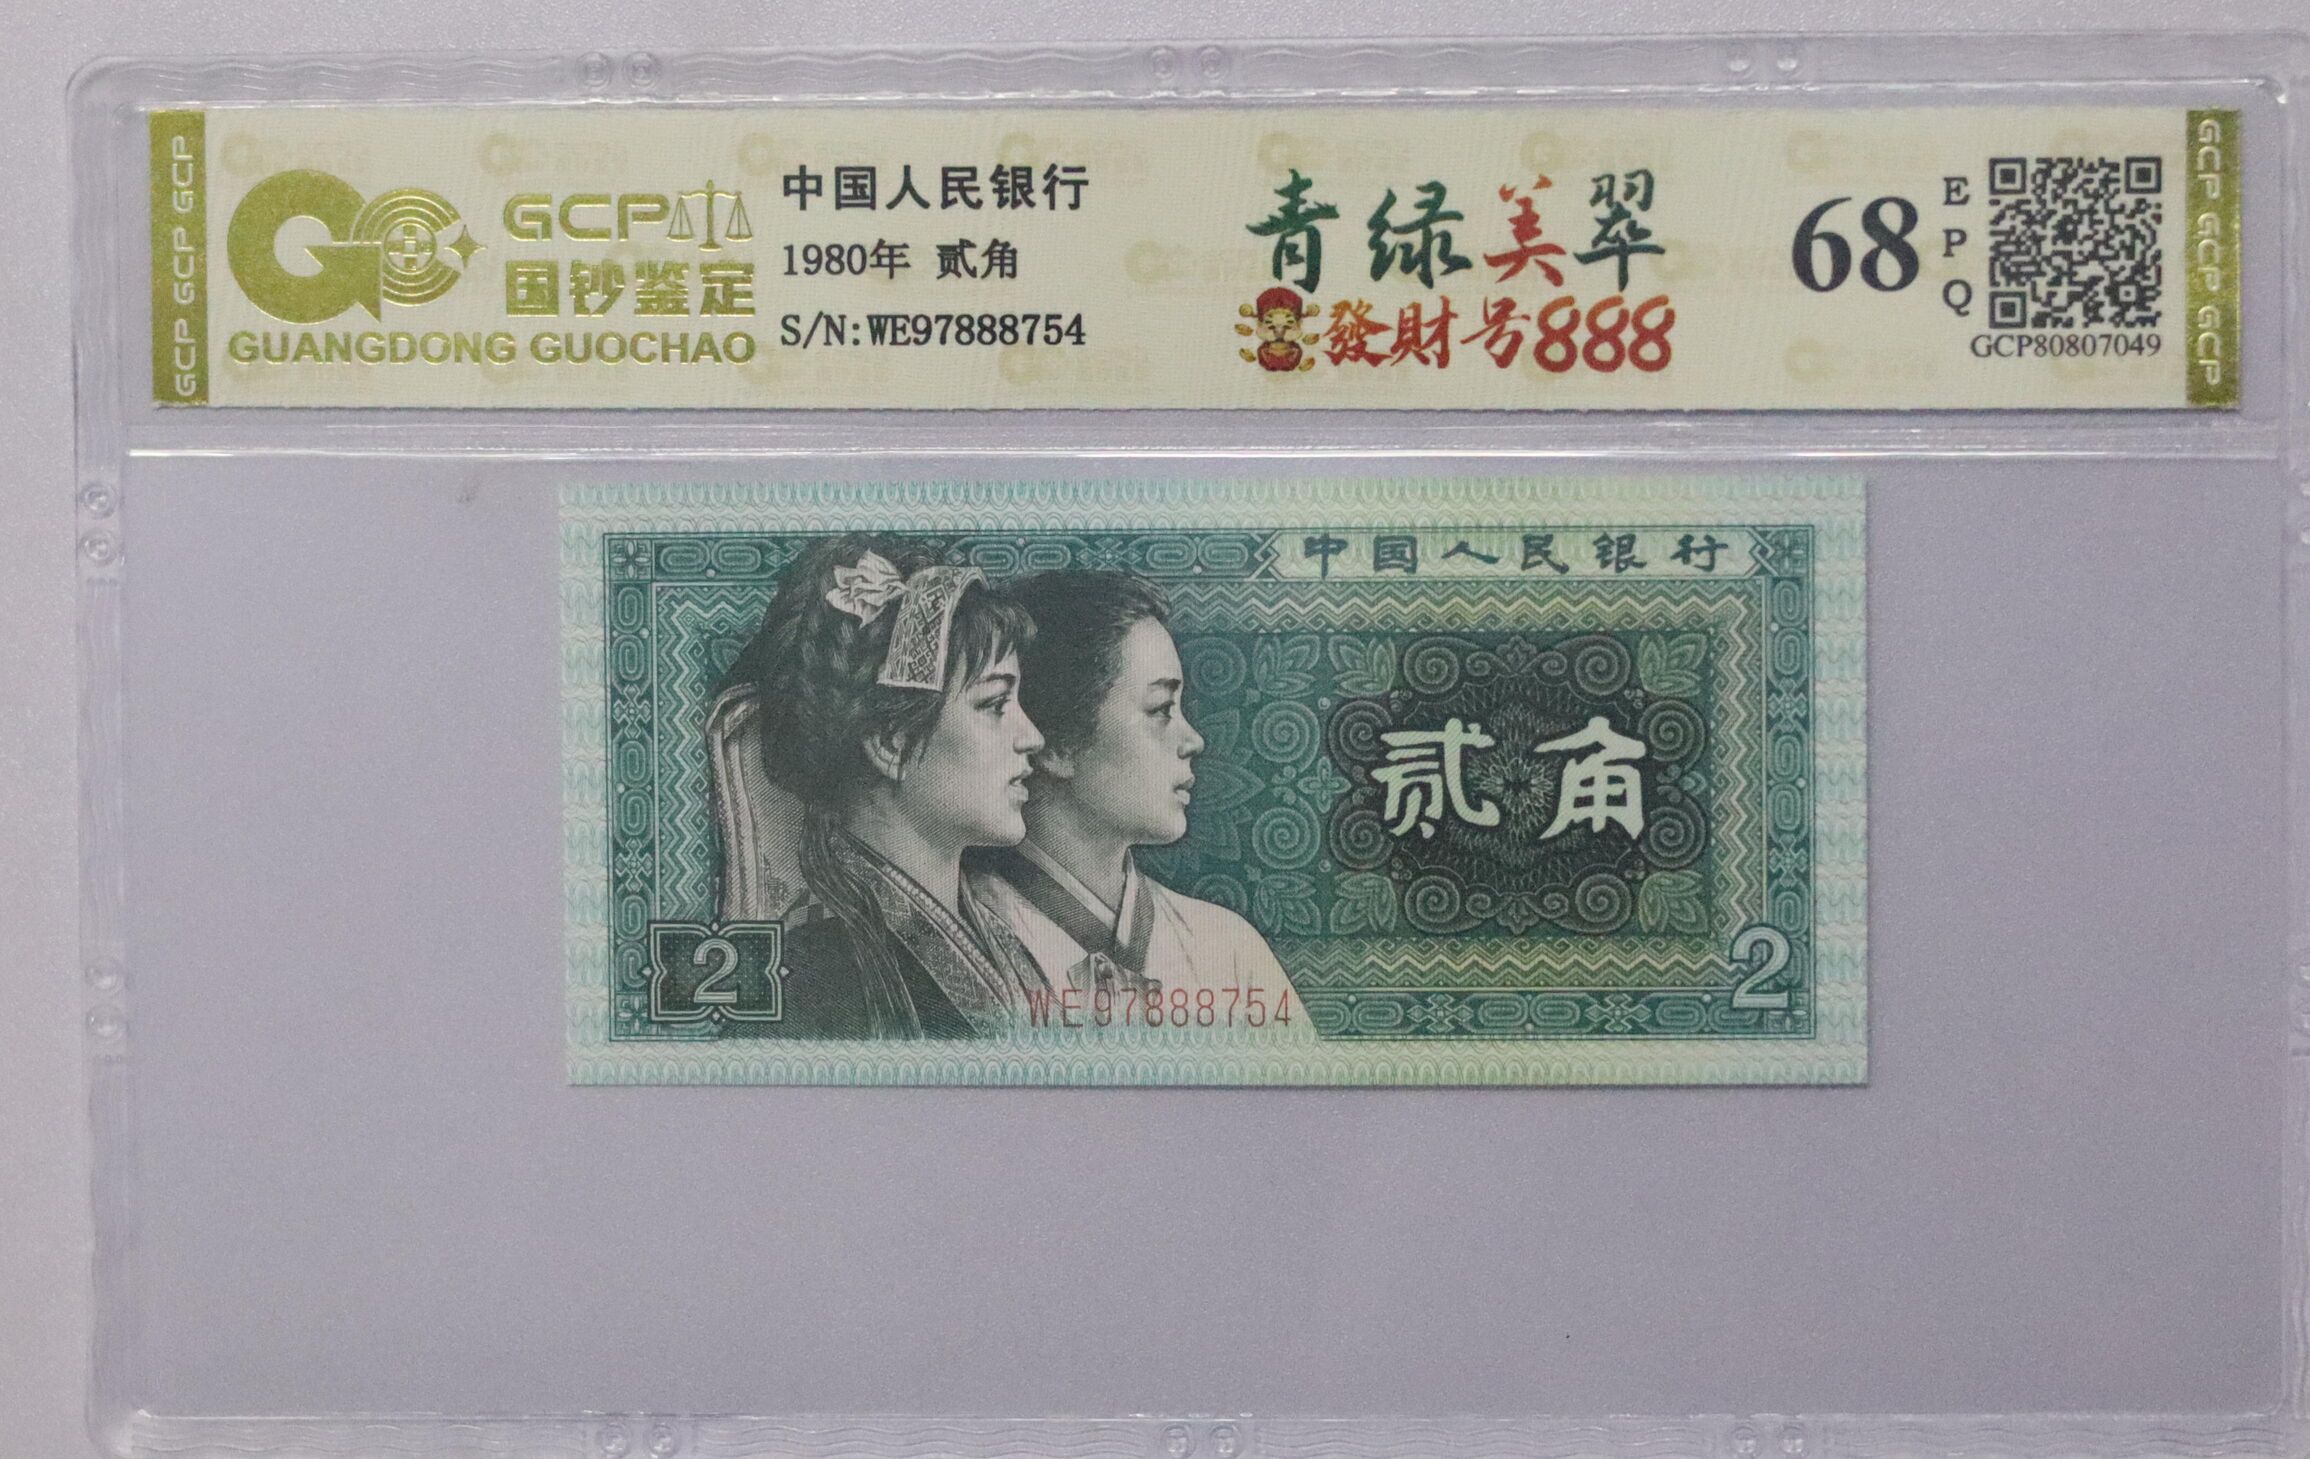 GCP GCP GCP
GCP
国钞鉴定
GUANGDONG GUOCHAO
中国人民银行
1980年 贰角
S/N:WE97888754
青绿美翠
發財号888
68
EPQ
GCP80807049
GCP GCP GCP
中国人民银行
贰角
2
WE97888754
2